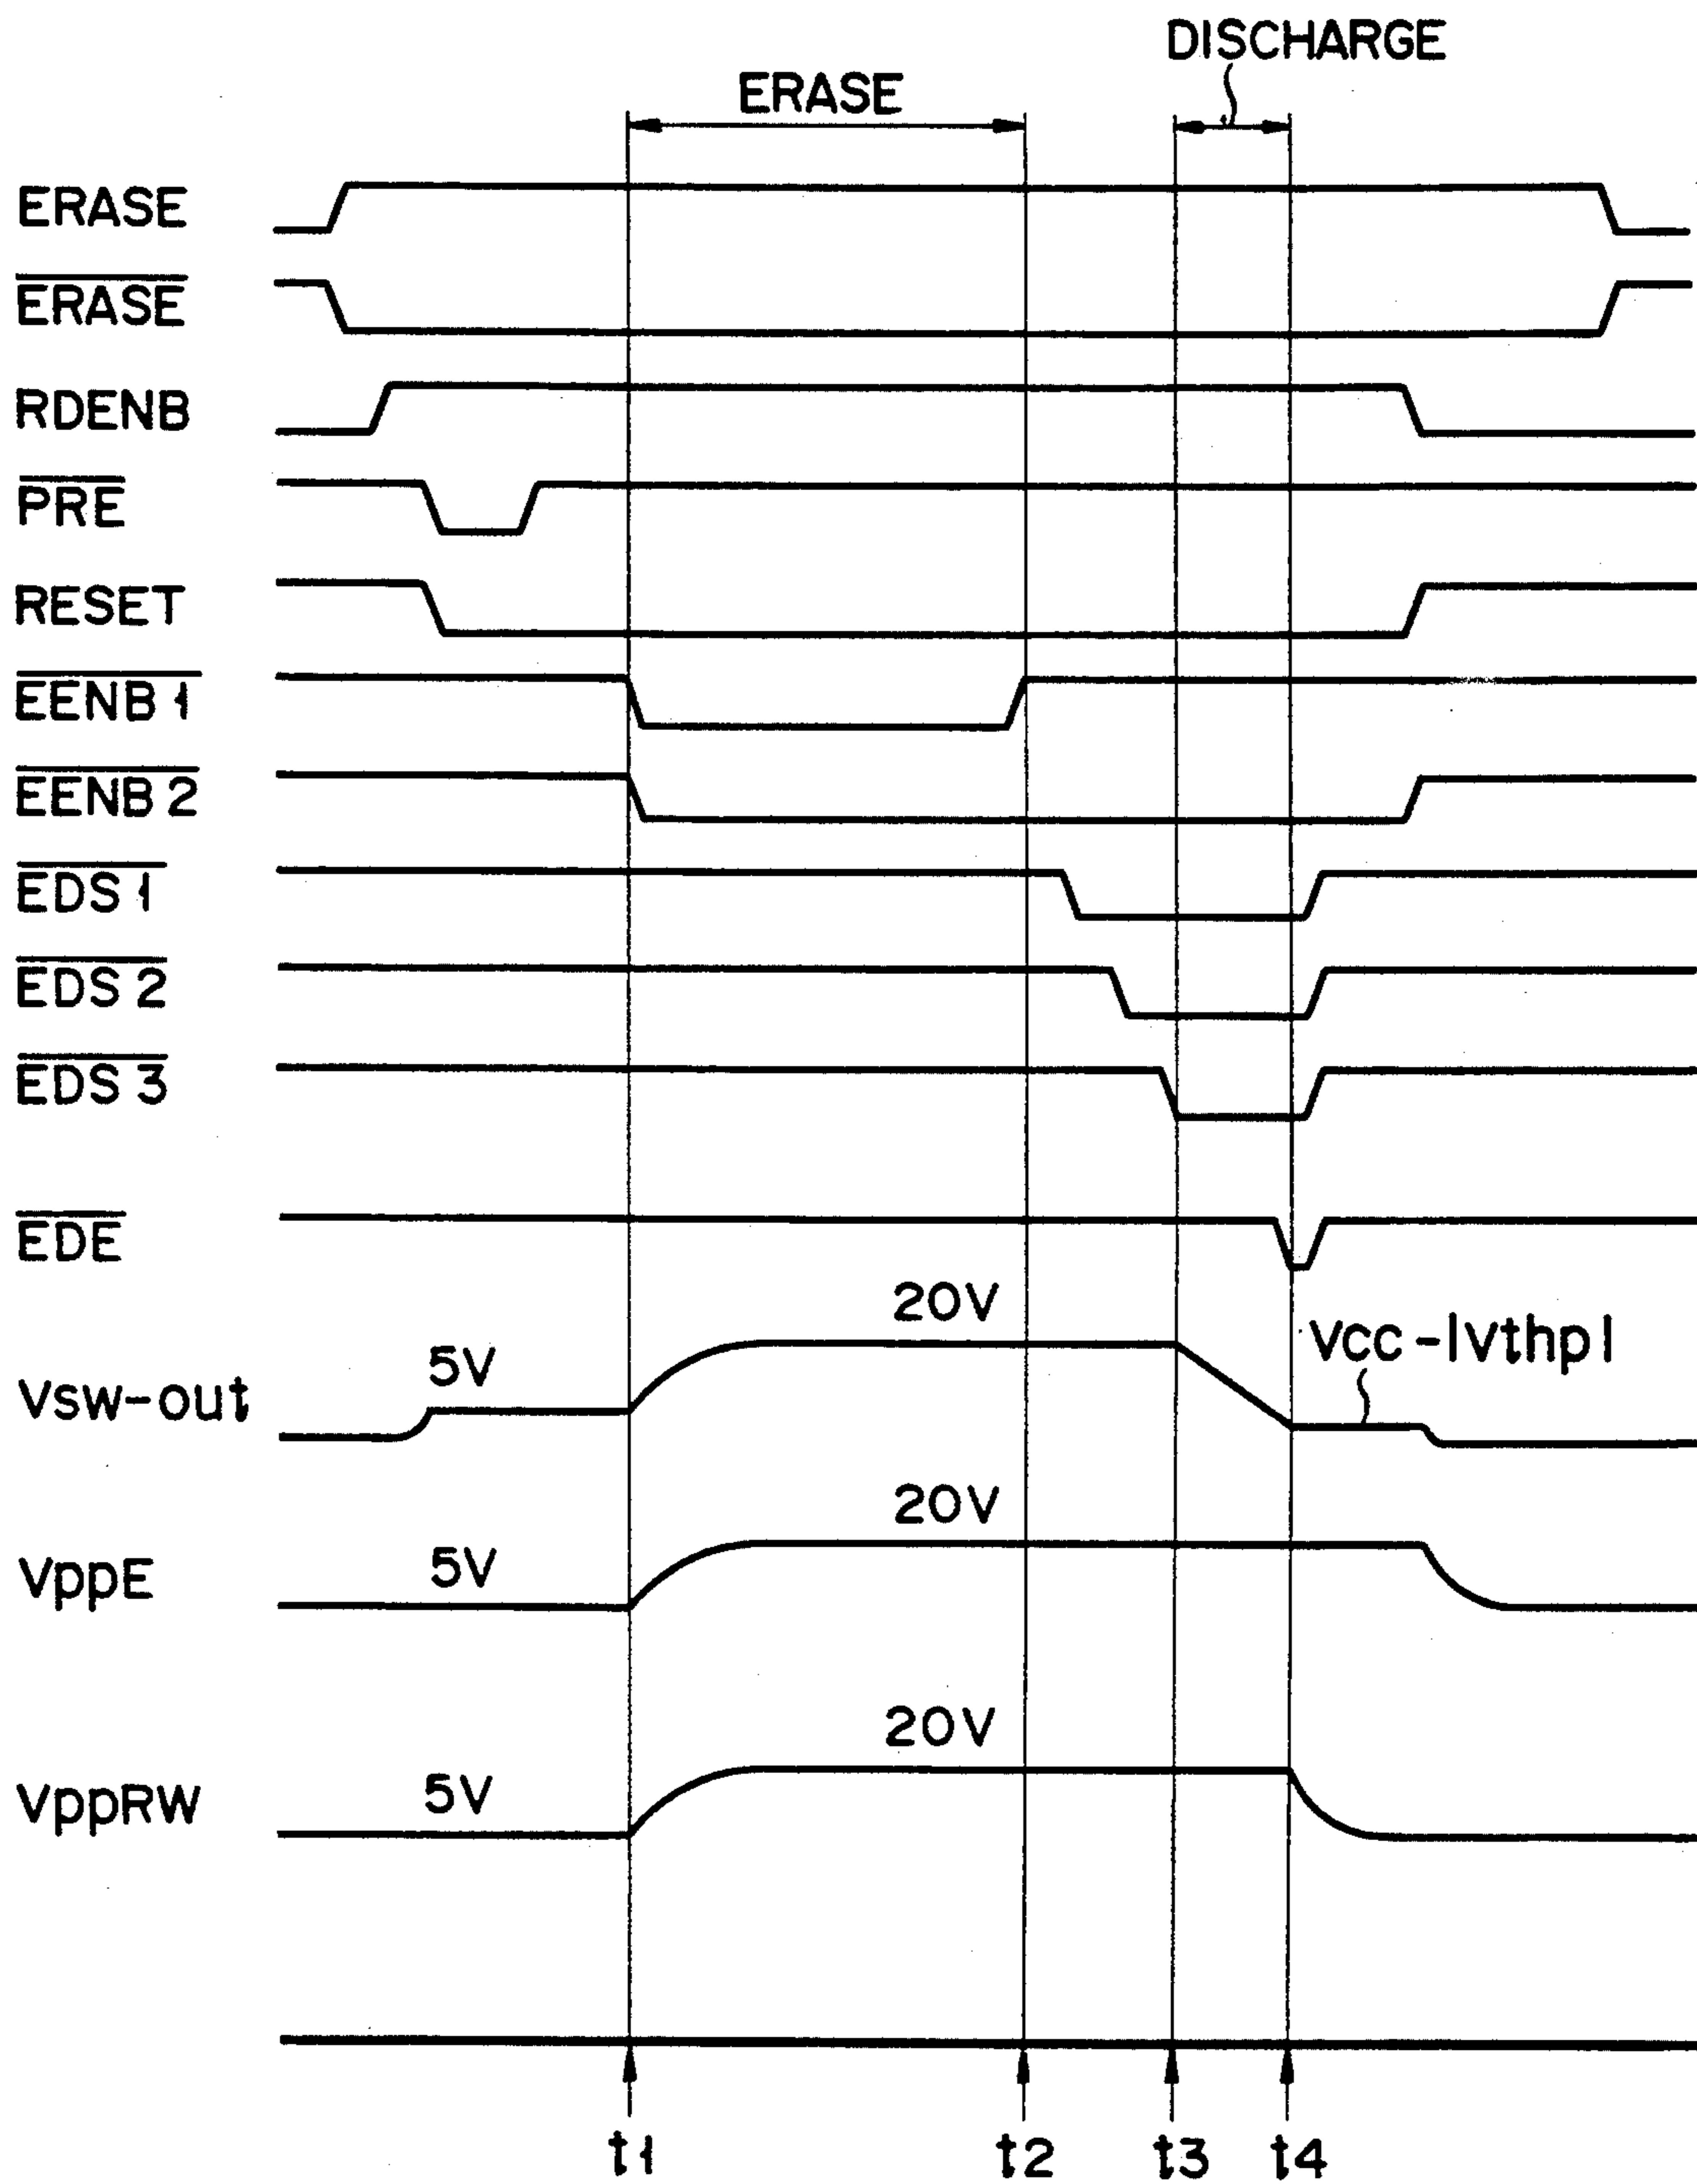 DISCHARGE
ERASE
ERASE
ERASE
RDENB
PRE
RESET
EENB 1
EENB 2
EDS 1
EDS 2
EDS 3
EDE
20V
Vcc-|Vthp|
5V
Vsw-out
20V
5V
VppE
20V
5V
VppRW
t1 t2 t3 t4